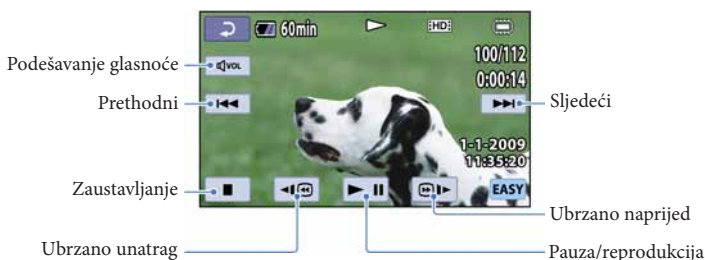 60min
HD
100/112
0:00:14
Podešavanje glasnoće
VOL
Prethodni
Sljedeći
1-1-2009
11:35:20
Zaustavljanje
EASY
Ubrzano naprijed
Ubrzano unatrag
Pauza/reprodukcija